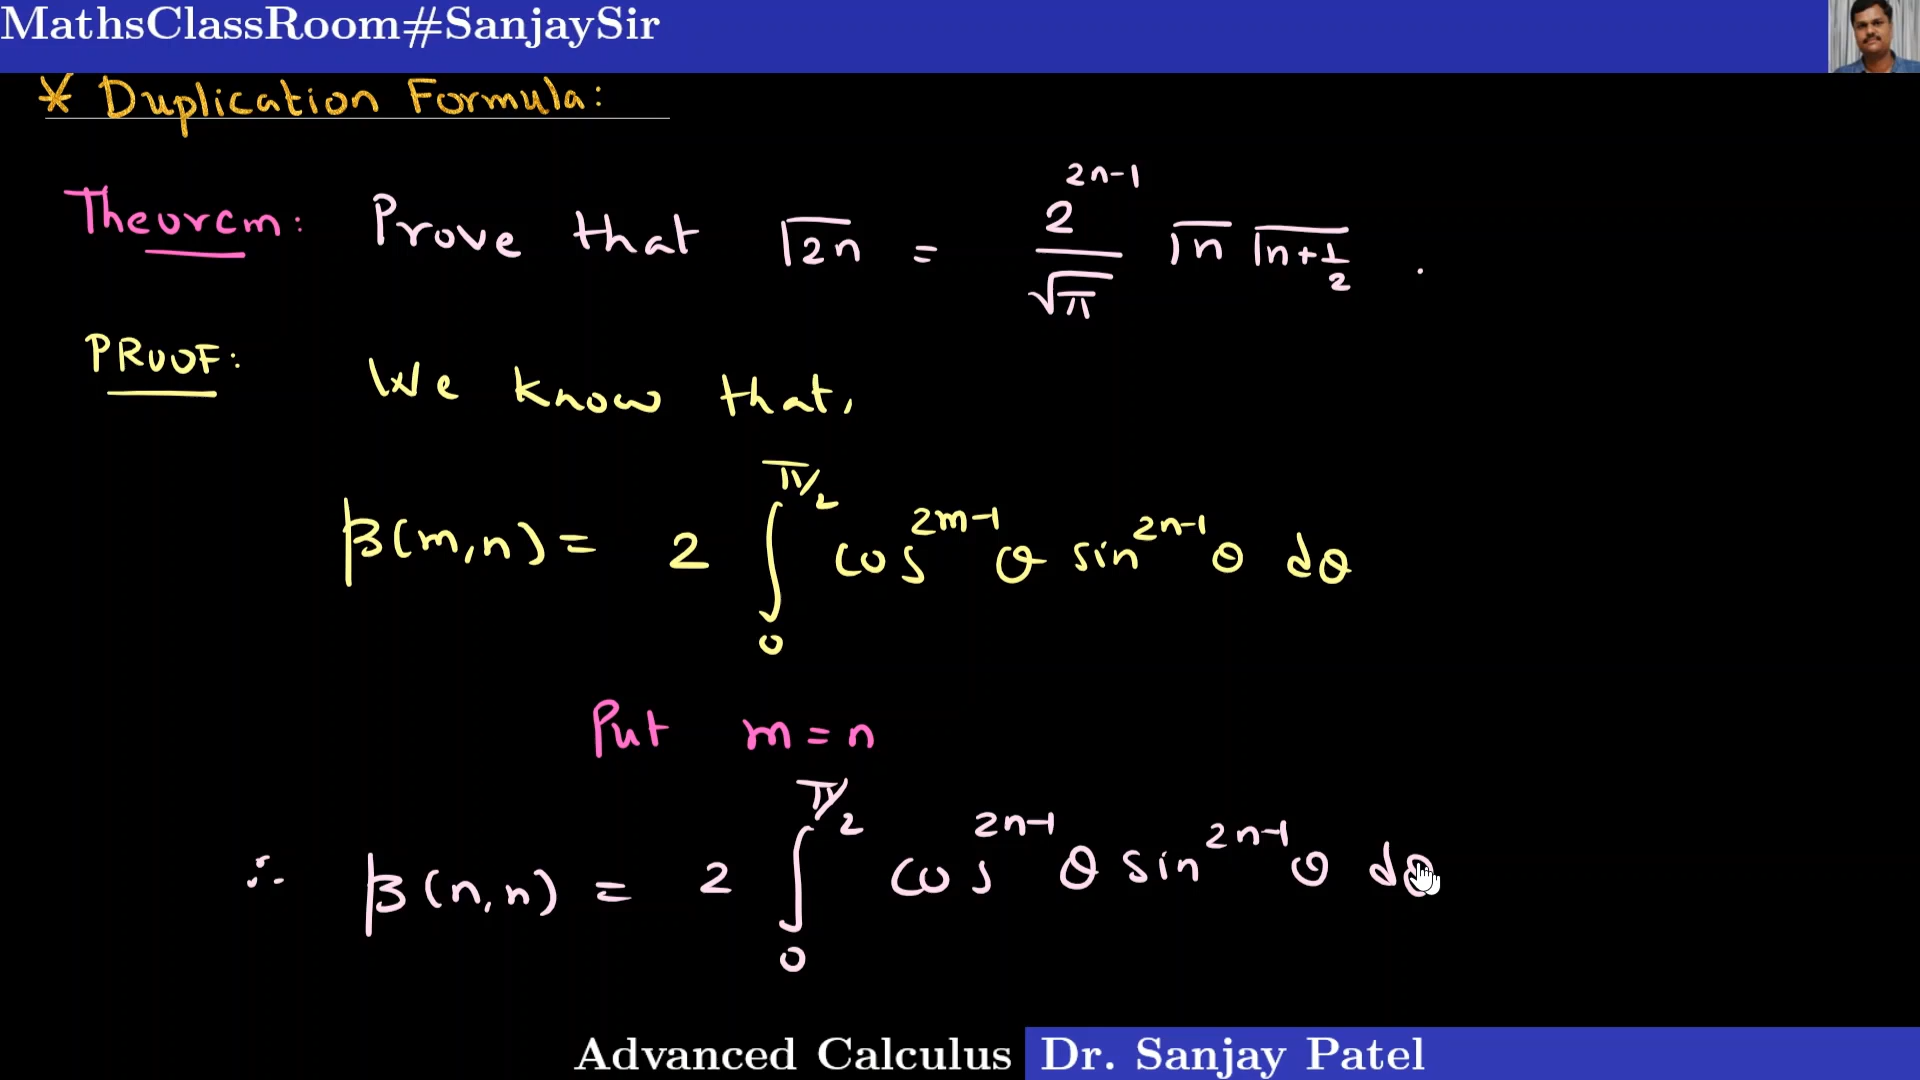 MathsClassRoom#SanjaySir
* Duplication Formula:
Theorem: Prove that Γ2n = 2^(2n-1)/√π Γn Γn+1/2 .
PROOF: We know that,
β(m,n) = 2 ∫₀^(π/2) cos^(2m-1) θ sin^(2n-1) θ dθ
Put m = n
∴ β(n,n) = 2 ∫₀^(π/2) cos^(2n-1) θ sin^(2n-1) θ dθ
Advanced Calculus Dr. Sanjay Patel